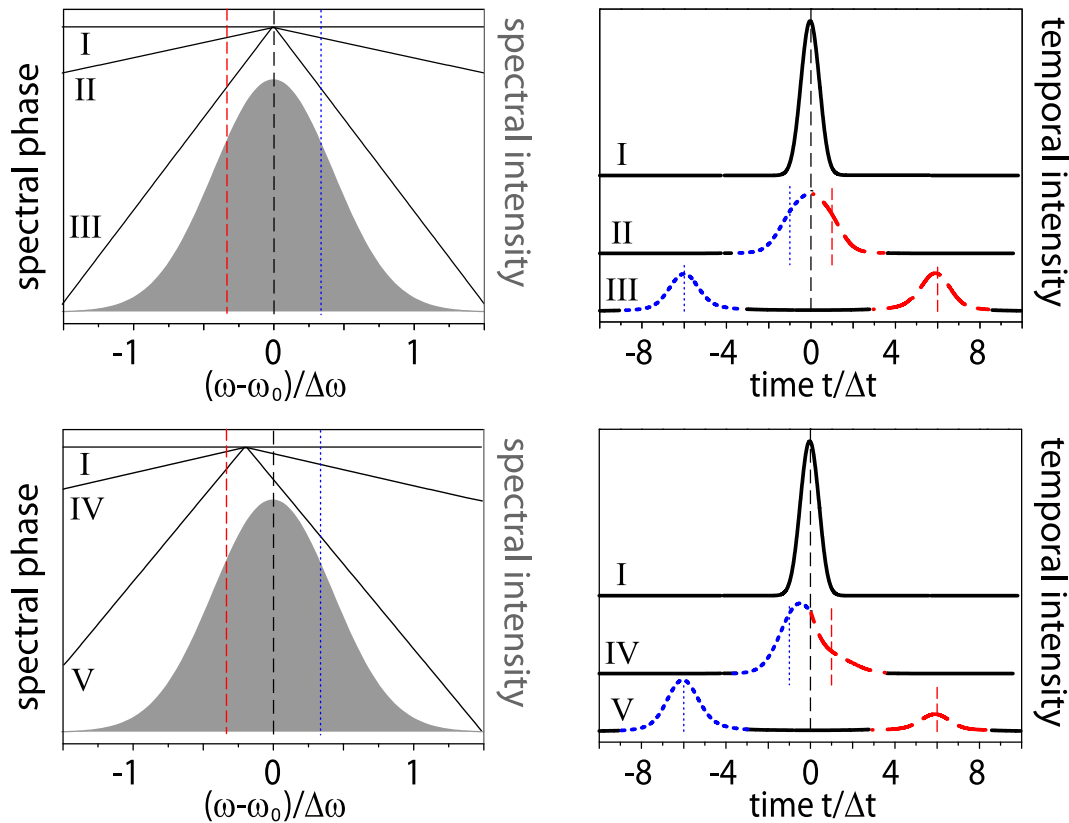 I
II
III
spectral phase
spectral intensity
-1
0
1
(ω-ω₀)/Δω
I
II
III
temporal intensity
-8
-4
0
4
8
time t/Δt
I
IV
V
spectral phase
spectral intensity
-1
0
1
(ω-ω₀)/Δω
I
IV
V
temporal intensity
-8
-4
0
4
8
time t/Δt